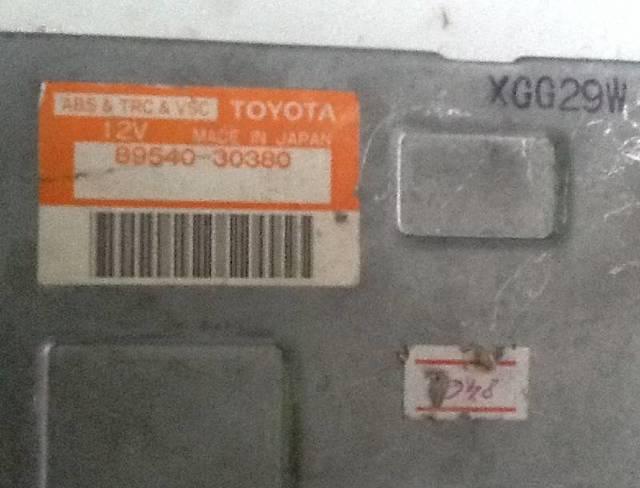 ABS & TRC & VSC TOYOTA
12V MADE IN JAPAN
89540-30380
XGG29W